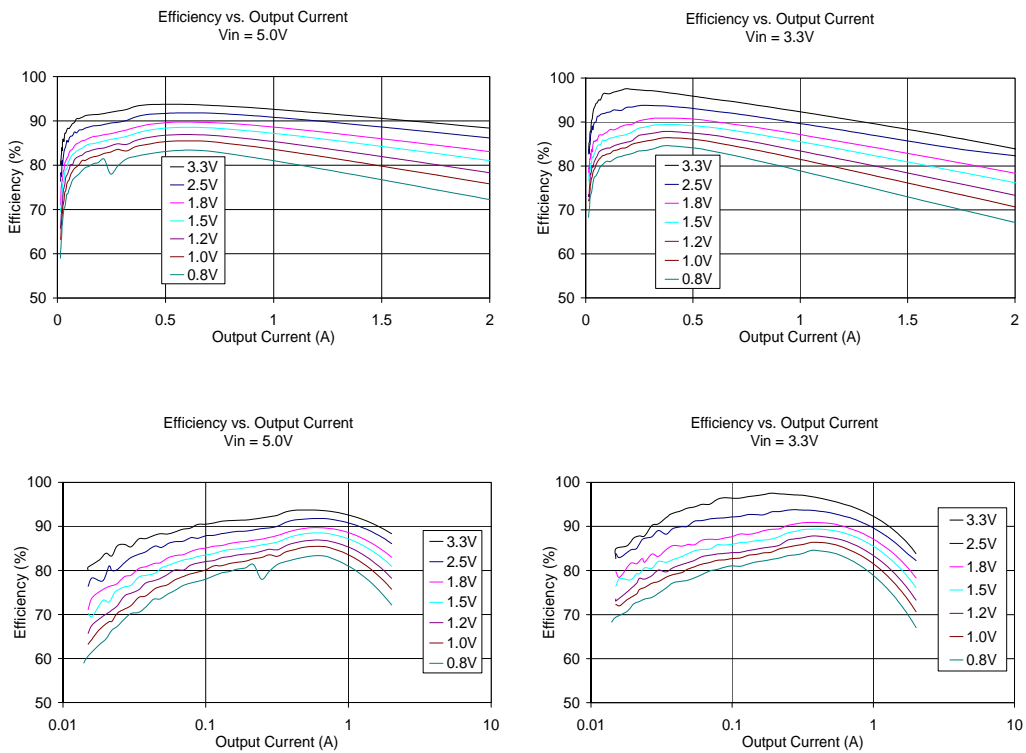 Efficiency vs. Output Current
Vin = 5.0V
100
90
80
70
60
50
Efficiency (%)
3.3V
2.5V
1.8V
1.5V
1.2V
1.0V
0.8V
0
0.5
1
1.5
2
Output Current (A)
Efficiency vs. Output Current
Vin = 3.3V
100
90
80
70
60
50
Efficiency (%)
3.3V
2.5V
1.8V
1.5V
1.2V
1.0V
0.8V
0
0.5
1
1.5
2
Output Current (A)
Efficiency vs. Output Current
Vin = 5.0V
100
90
80
70
60
50
Efficiency (%)
3.3V
2.5V
1.8V
1.5V
1.2V
1.0V
0.8V
0.01
0.1
1
10
Output Current (A)
Efficiency vs. Output Current
Vin = 3.3V
100
90
80
70
60
50
Efficiency (%)
3.3V
2.5V
1.8V
1.5V
1.2V
1.0V
0.8V
0.01
0.1
1
10
Output Current (A)